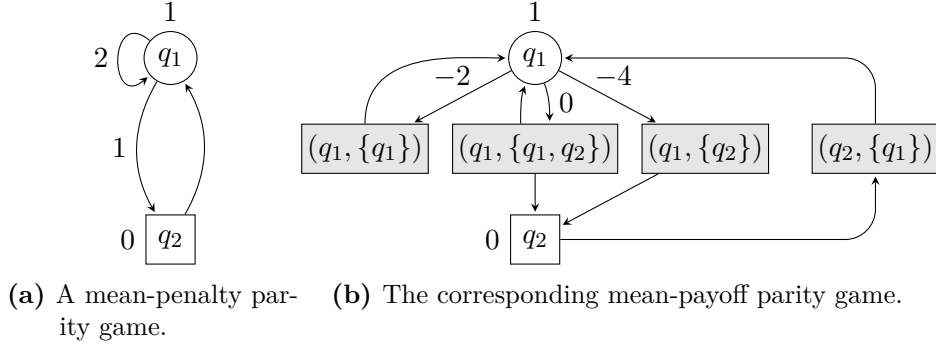 1
1
2
q₁
q₁
−2
−4
0
1
(q₁, {q₁})
(q₁, {q₁, q₂})
(q₁, {q₂})
(q₂, {q₁})
0
q₂
0
q₂
(a) A mean-penalty par-
ity game.
(b) The corresponding mean-payoff parity game.